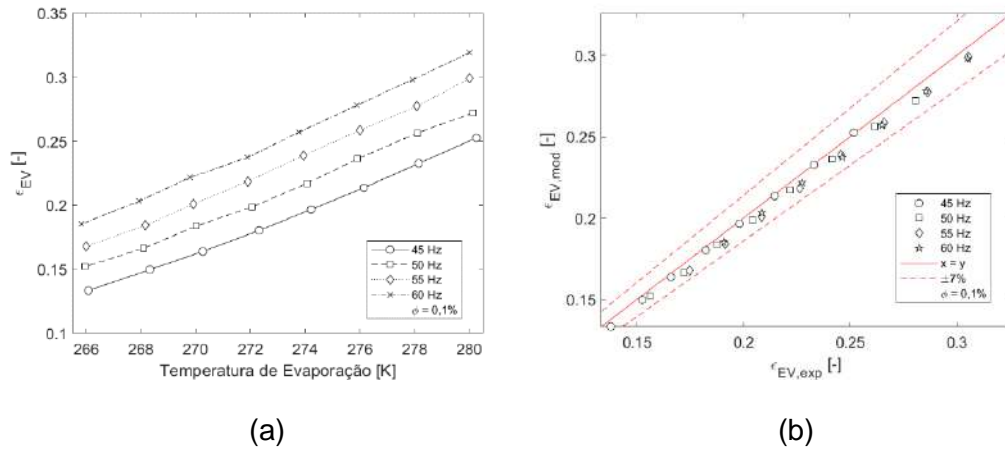 0.35
0.3
0.25
0.2
0.15
0.1
ϵEV [-]
266 268 270 272 274 276 278 280
Temperatura de Evaporação [K]
45 Hz
50 Hz
55 Hz
60 Hz
ϕ = 0,1%
(a)
0.3
0.25
0.2
0.15
ϵEV,mod [-]
0.15 0.2 0.25 0.3
ϵEV,exp [-]
45 Hz
50 Hz
55 Hz
60 Hz
x = y
±7%
ϕ = 0,1%
(b)